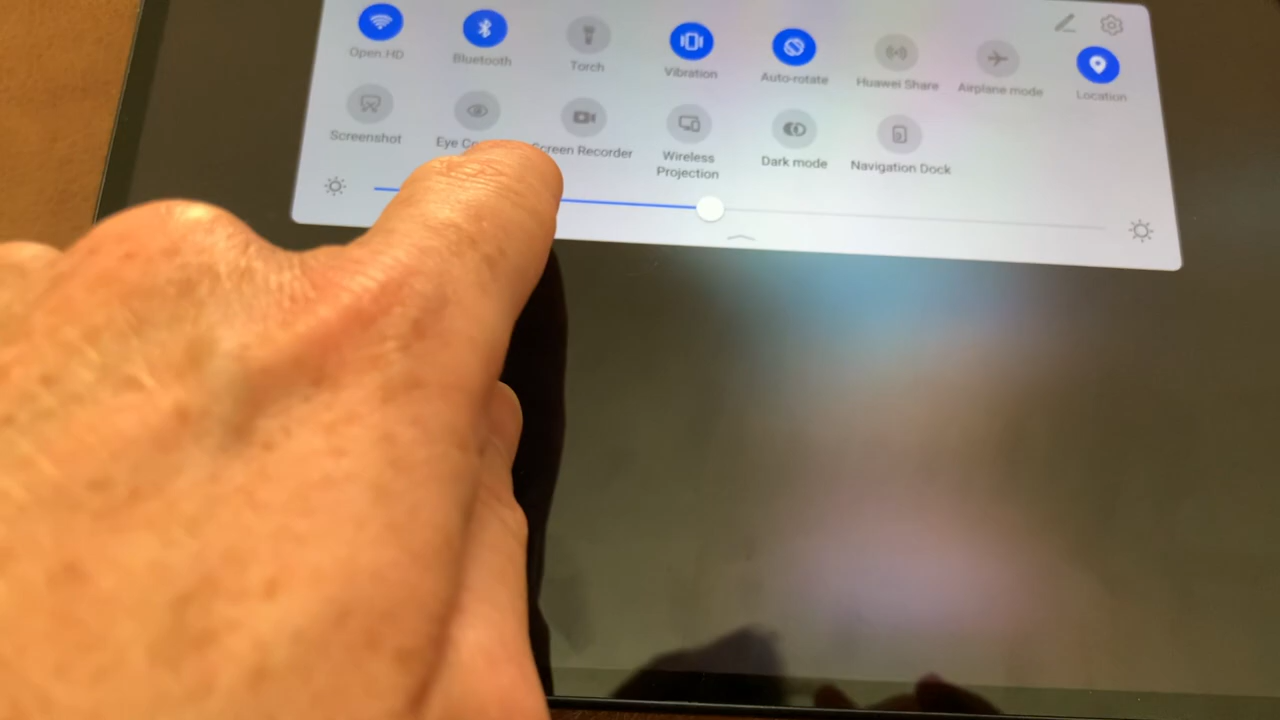 Open.HD
Bluetooth
Torch
Vibration
Auto-rotate
Huawei Share
Airplane mode
Location
Screenshot
Eye
Screen Recorder
Wireless
Projection
Dark mode
Navigation Dock